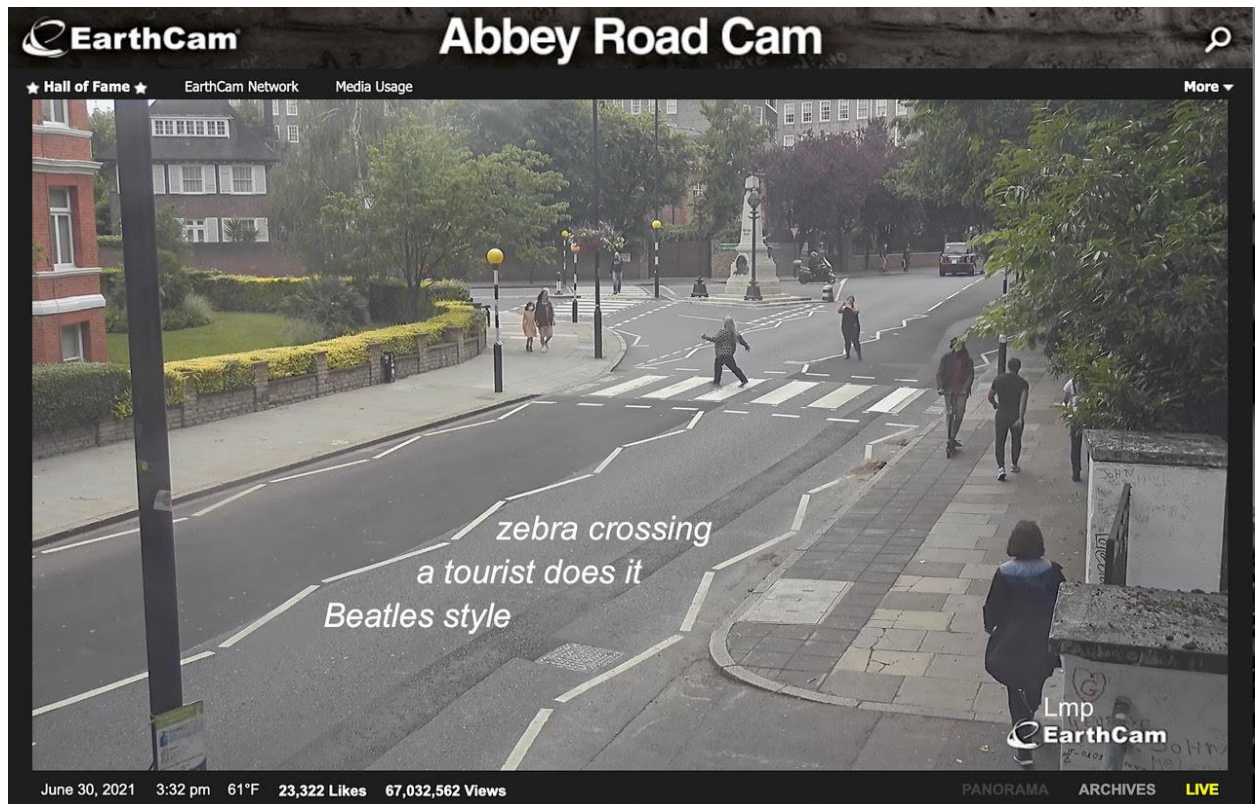 EarthCam
Abbey Road Cam
Hall of Fame
EarthCam Network
Media Usage
More
zebra crossing
a tourist does it
Beatles style
Lmp
EarthCam
June 30, 2021 3:32 pm 61°F 23,322 Likes 67,032,562 Views
PANORAMA ARCHIVES LIVE